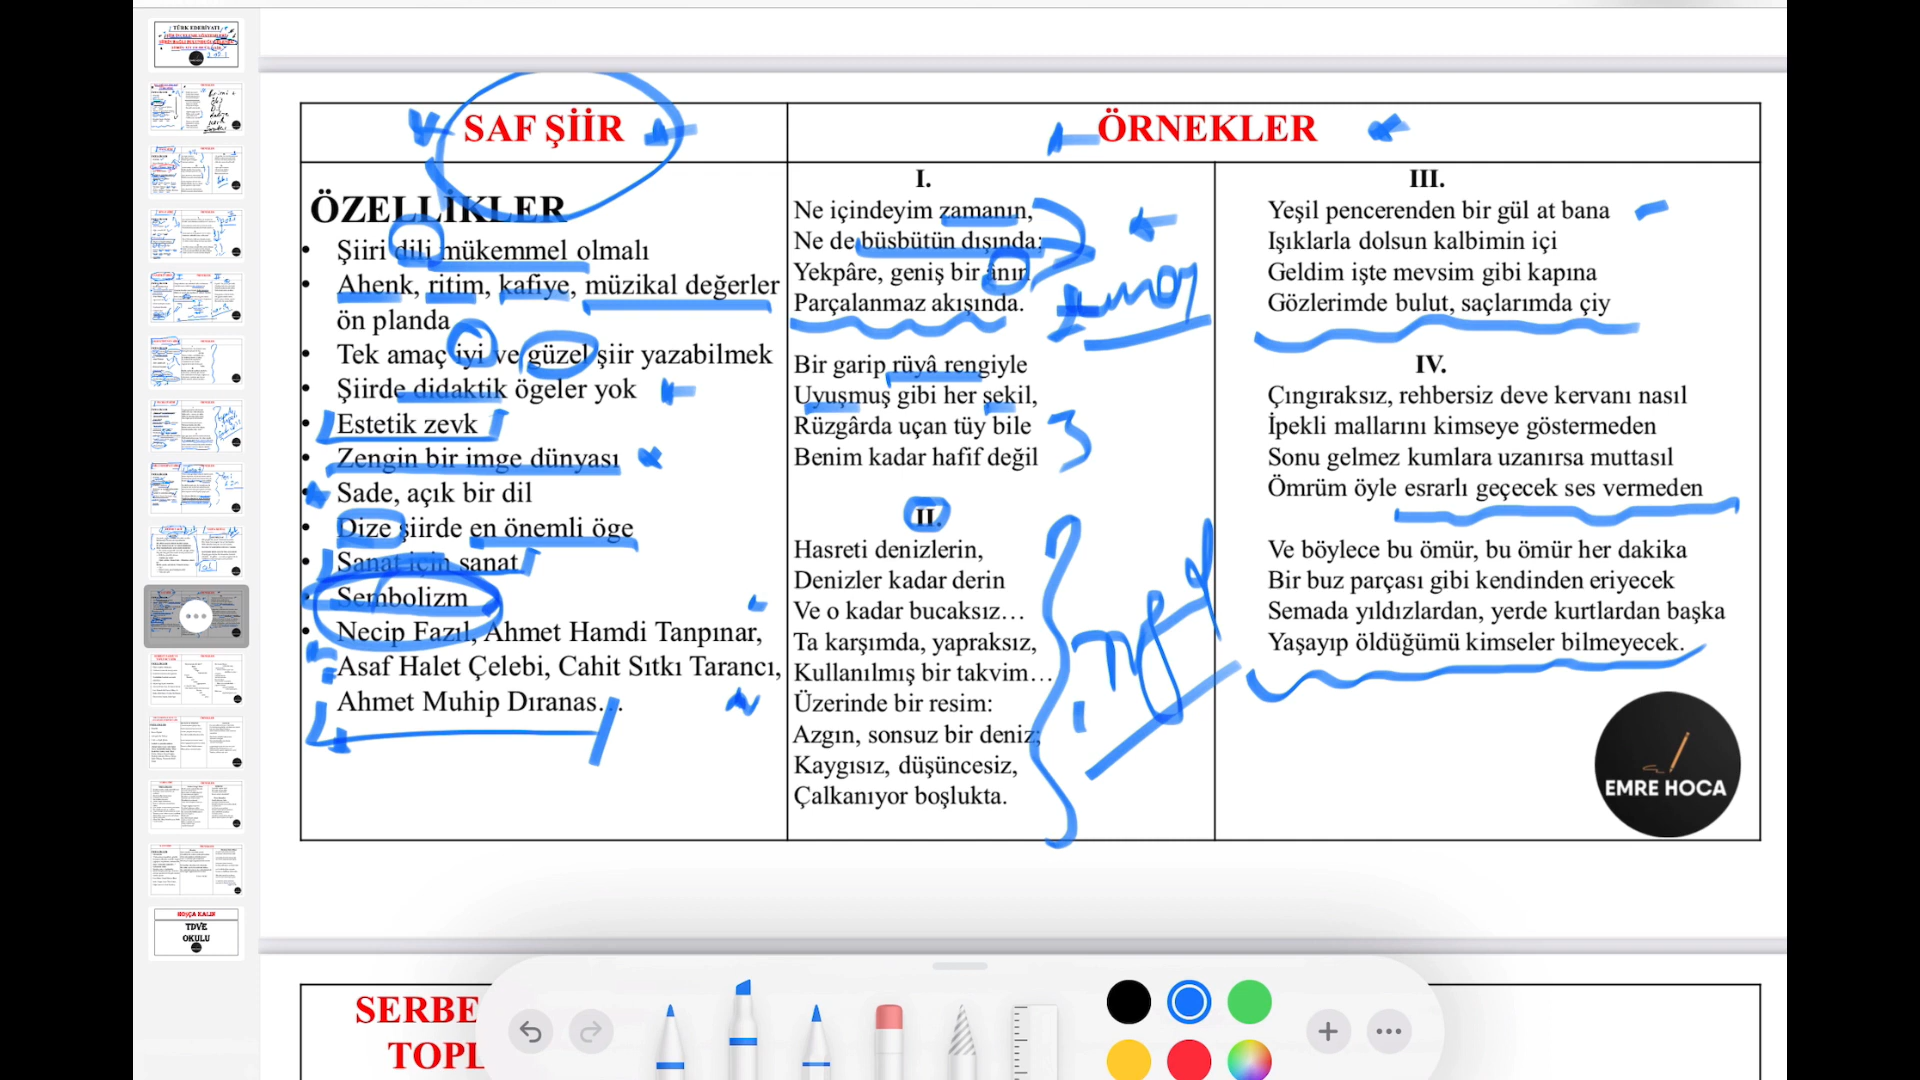 SAF ŞİİR
ÖRNEKLER
ÖZELLİKLER
• Şiiri dili mükemmel olmalı
• Ahenk, ritim, kafiye, müzikal değerler
ön planda
• Tek amaç iyi ve güzel şiir yazabilmek
• Şiirde didaktik ögeler yok
• Estetik zevk
• Zengin bir imge dünyası
• Sade, açık bir dil
• Dize şiirde en önemli öge
• Sanat için sanat
• Sembolizm
• Necip Fazıl, Ahmet Hamdi Tanpınar,
Asaf Halet Çelebi, Cahit Sıtkı Tarancı,
Ahmet Muhip Dıranas...
I.
Ne içindeyim zamanın,
Ne de büsbütün dışında;
Yekpâre, geniş bir ânın
Parçalanmaz akışında.
Bir garip rüyâ rengiyle
Uyuşmuş gibi her şekil,
Rüzgârda uçan tüy bile
Benim kadar hafif değil
II.
Hasreti denizlerin,
Denizler kadar derin
Ve o kadar bucaksız...
Ta karşımda, yapraksız,
Kullanılmış bir takvim...
Üzerinde bir resim:
Azgın, sonsuz bir deniz;
Kaygısız, düşüncesiz,
Çalkanıyor boşlukta.
III.
Yeşil pencerenden bir gül at bana
Işıklarla dolsun kalbimin içi
Geldim işte mevsim gibi kapına
Gözlerimde bulut, saçlarımda çiy
IV.
Çıngıraksız, rehbersiz deve kervanı nasıl
İpekli mallarını kimseye göstermeden
Sonu gelmez kumlara uzanırsa muttasıl
Ömrüm öyle esrarlı geçecek ses vermeden
Ve böylece bu ömür, bu ömür her dakika
Bir buz parçası gibi kendinden eriyecek
Semada yıldızlardan, yerde kurtlardan başka
Yaşayıp öldüğümü kimseler bilmeyecek.
EMRE HOCA
SERBE
TOPL
TÜRK EDEBİYATI
HOŞÇA KALIN
TDVE
OKULU